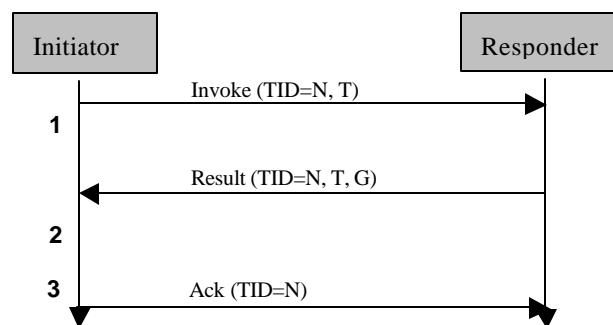 Initiator
Responder
Invoke (TID=N, T)
1
Result (TID=N, T, G)
2
3
Ack (TID=N)